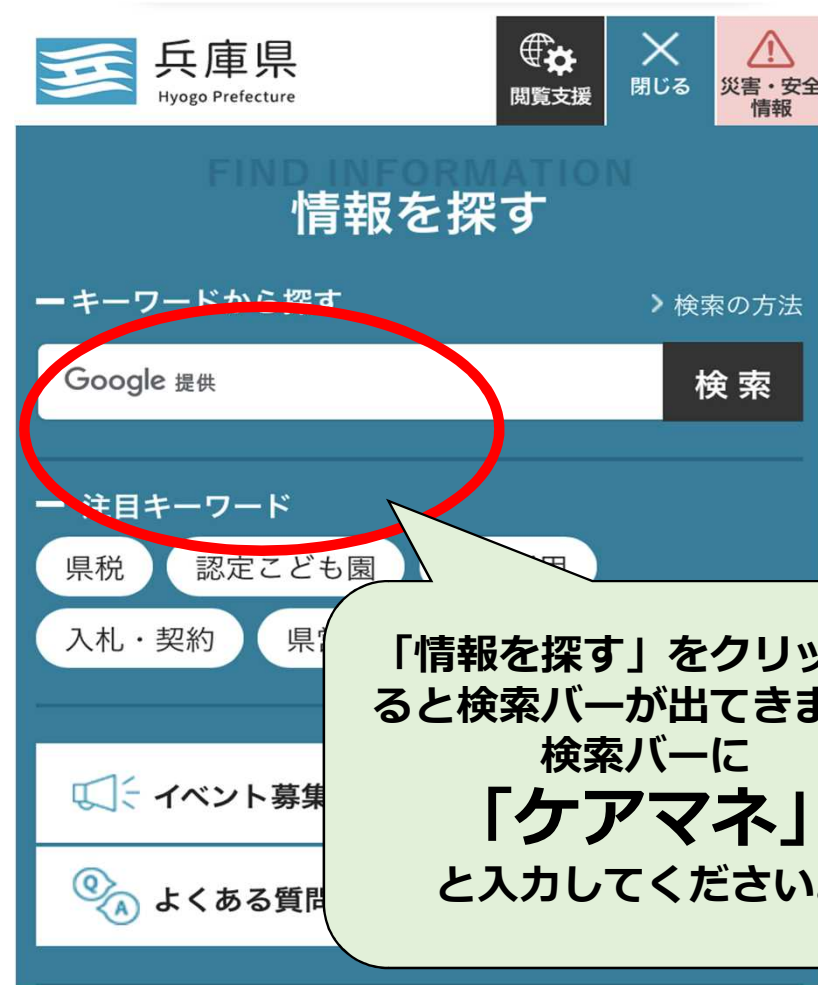 兵庫県
Hyogo Prefecture
閲覧支援
閉じる
災害・安全
情報
FIND INFORMATION
情報を探す
キーワードから探す
検索の方法
Google 提供
検索
注目キーワード
県税
認定こども園
入札・契約
県
「情報を探す」をクリッ
ると検索バーが出てきま
検索バーに
「ケアマネ」
と入力してください
イベント募集
よくある質問
Q
A